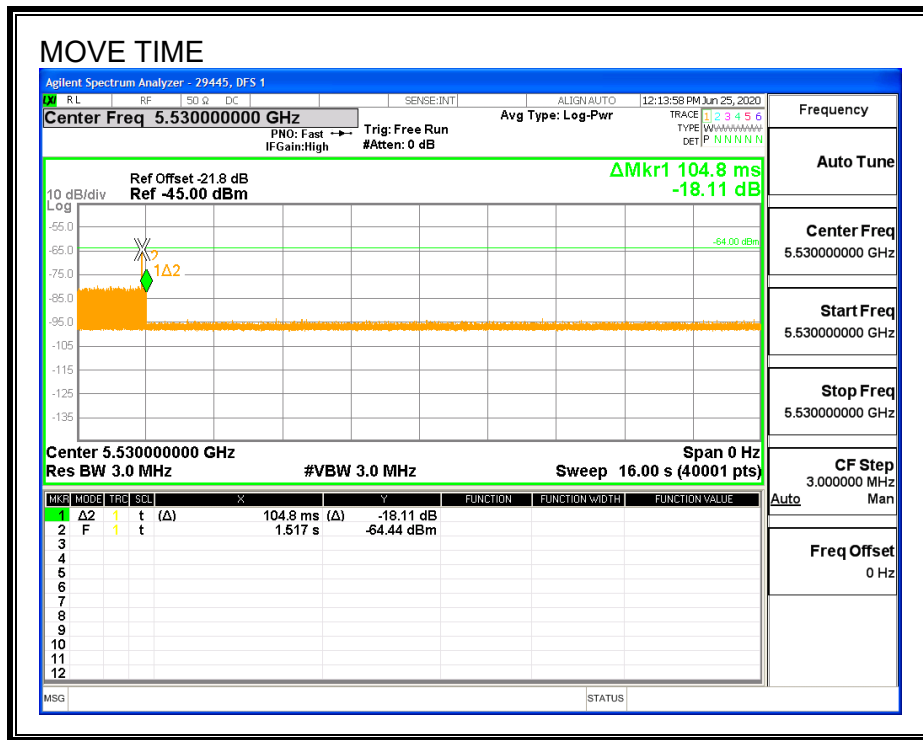 MOVE TIME
Agilent Spectrum Analyzer - 29445, DFS 1
LXI RL RF 50 Ω DC SENSE:INT ALIGN AUTO 12:13:58 PM Jun 25, 2020
Center Freq 5.530000000 GHz
PNO: Fast
IFGain:High
Trig: Free Run
#Atten: 0 dB
Avg Type: Log-Pwr
TRACE 1 2 3 4 5 6
TYPE W
DET P N N N N N
Ref Offset -21.8 dB
Ref -45.00 dBm
10 dB/div
Log
ΔMkr1 104.8 ms
-18.11 dB
-55.0
-65.0
-75.0
-85.0
-95.0
-105
-115
-125
-135
-64.00 dBm
2
1Δ2
Center 5.530000000 GHz Span 0 Hz
Res BW 3.0 MHz #VBW 3.0 MHz Sweep 16.00 s (40001 pts)
MKR MODE TRC SCL X Y FUNCTION FUNCTION WIDTH FUNCTION VALUE
1 Δ2 1 t (Δ) 104.8 ms (Δ) -18.11 dB
2 F 1 t 1.517 s -64.44 dBm
3
4
5
6
7
8
9
10
11
12
MSG STATUS
Frequency
Auto Tune
Center Freq
5.530000000 GHz
Start Freq
5.530000000 GHz
Stop Freq
5.530000000 GHz
CF Step
3.000000 MHz
Auto Man
Freq Offset
0 Hz